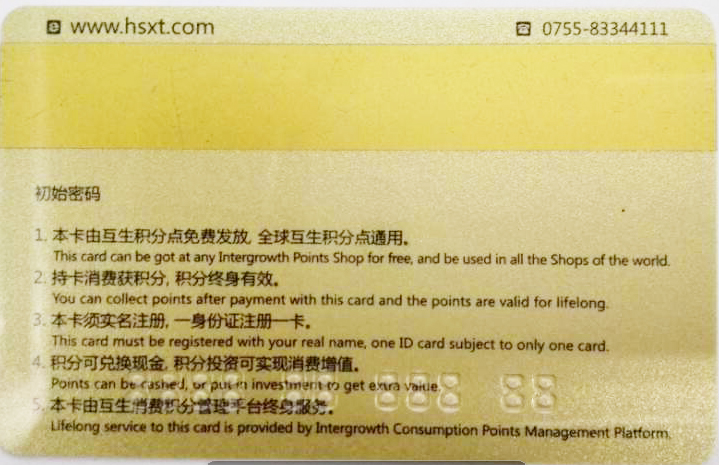 www.hsxt.com 0755-83344111
初始密码
1. 本卡由互生积分点免费发放, 全球互生积分点通用。
This card can be got at any Intergrowth Points Shop for free, and be used in all the Shops of the world.
2. 持卡消费获积分, 积分终身有效。
You can collect points after payment with this card and the points are valid for lifelong.
3. 本卡须实名注册, 一身份证注册一卡。
This card must be registered with your real name, one ID card subject to only one card.
4. 积分可兑换现金, 积分投资可实现消费增值。
Points can be cashed, or put in investment to get extra value.
5. 本卡由互生消费积分管理平台终身服务。
Lifelong service to this card is provided by Intergrowth Consumption Points Management Platform.